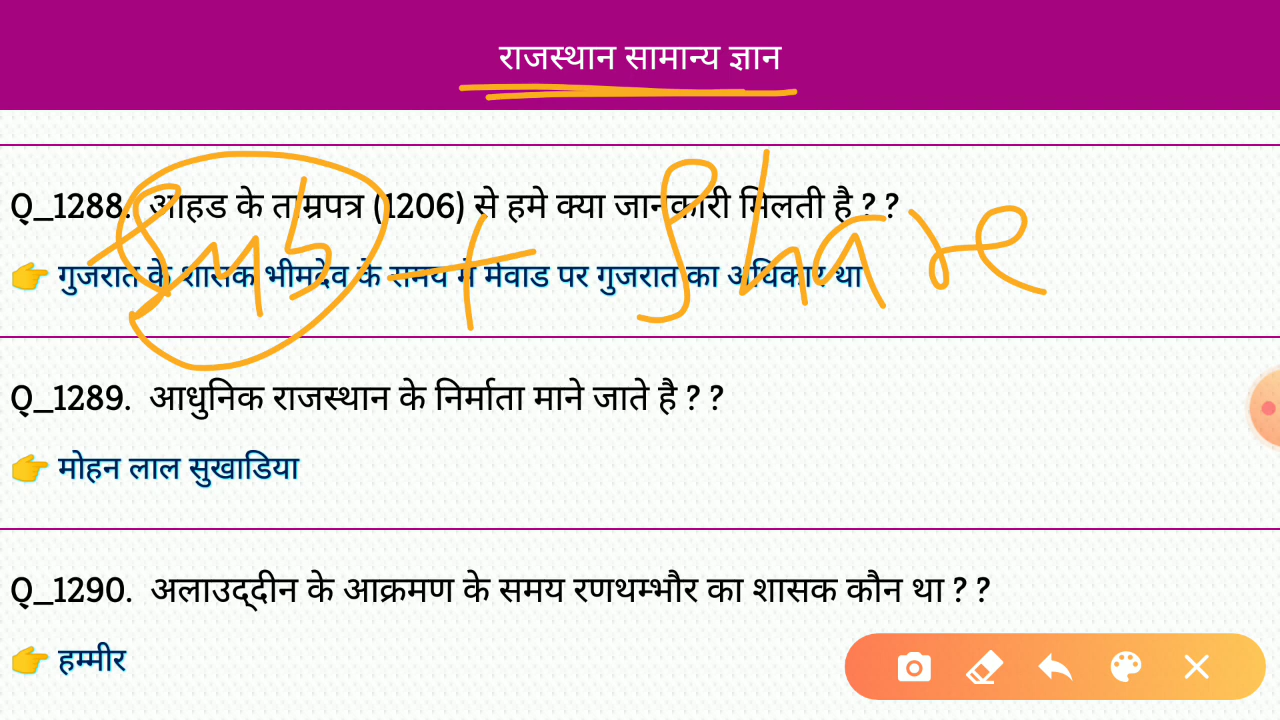 राजस्थान सामान्य ज्ञान
Q_1288. आहड के ताम्रपत्र (1206) से हमे क्या जानकारी मिलती है ? ?
👉 गुजरात के शासक भीमदेव के समय मे मेवाड पर गुजरात का अधिकार था
Sub + Share
Q_1289. आधुनिक राजस्थान के निर्माता माने जाते है ? ?
👉 मोहन लाल सुखाडिया
Q_1290. अलाउद्दीन के आक्रमण के समय रणथम्भौर का शासक कौन था ? ?
👉 हम्मीर